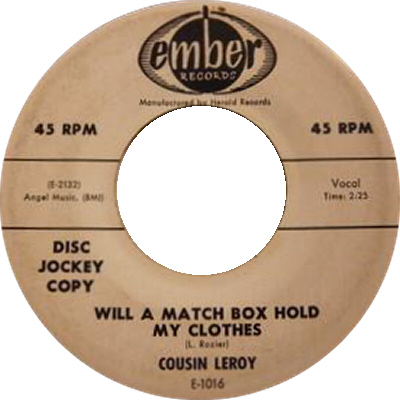 ember
RECORDS
Manufactured by Herald Records
45 RPM
45 RPM
(E-2132)
Angel Music, (BMI)
Vocal
Time: 2:25
DISC
JOCKEY
COPY
WILL A MATCH BOX HOLD
MY CLOTHES
(L. Rozier)
COUSIN LEROY
E-1016